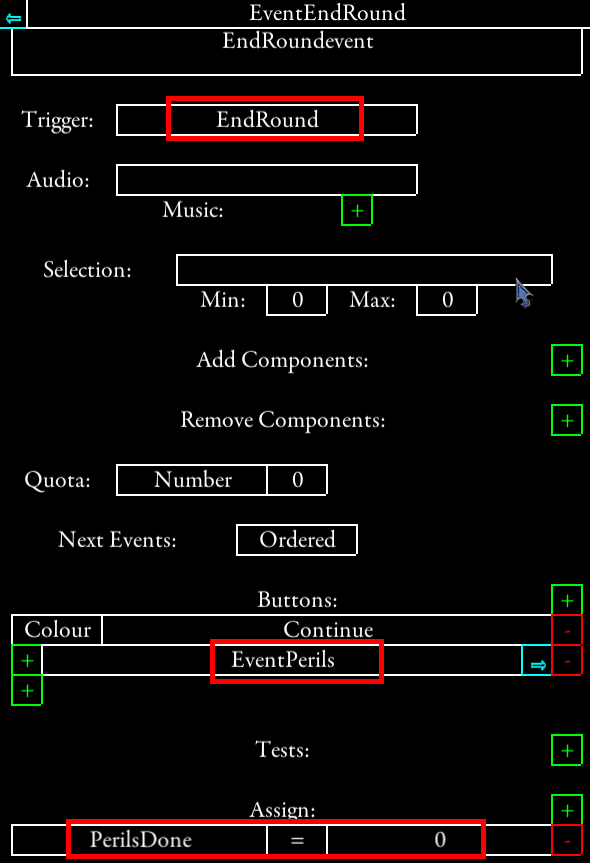 ⇦ EventEndRound
EndRoundevent
Trigger: EndRound
Audio:
Music: +
Selection:
Min: 0 Max: 0
Add Components: +
Remove Components: +
Quota: Number 0
Next Events: Ordered
Buttons: +
Colour Continue -
+ EventPerils ⇨ -
+
Tests: +
Assign: +
PerilsDone = 0 -